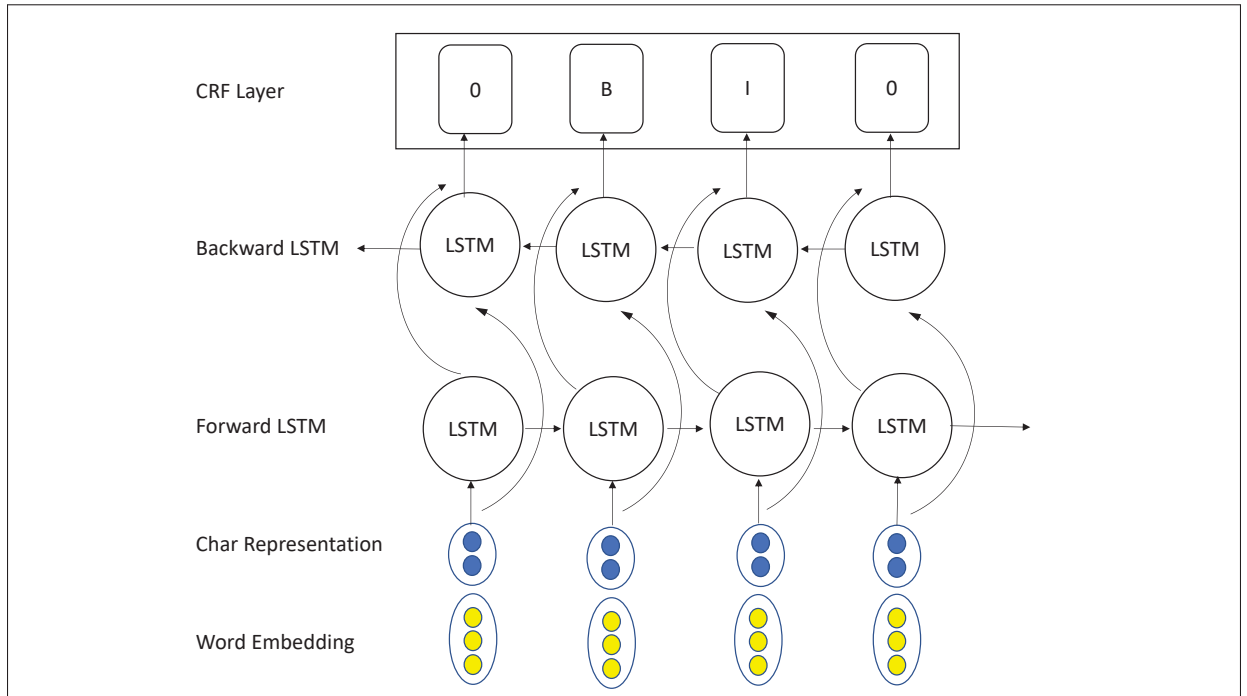 CRF Layer 0 B I 0
Backward LSTM LSTM LSTM LSTM LSTM
Forward LSTM LSTM LSTM LSTM LSTM
Char Representation
Word Embedding